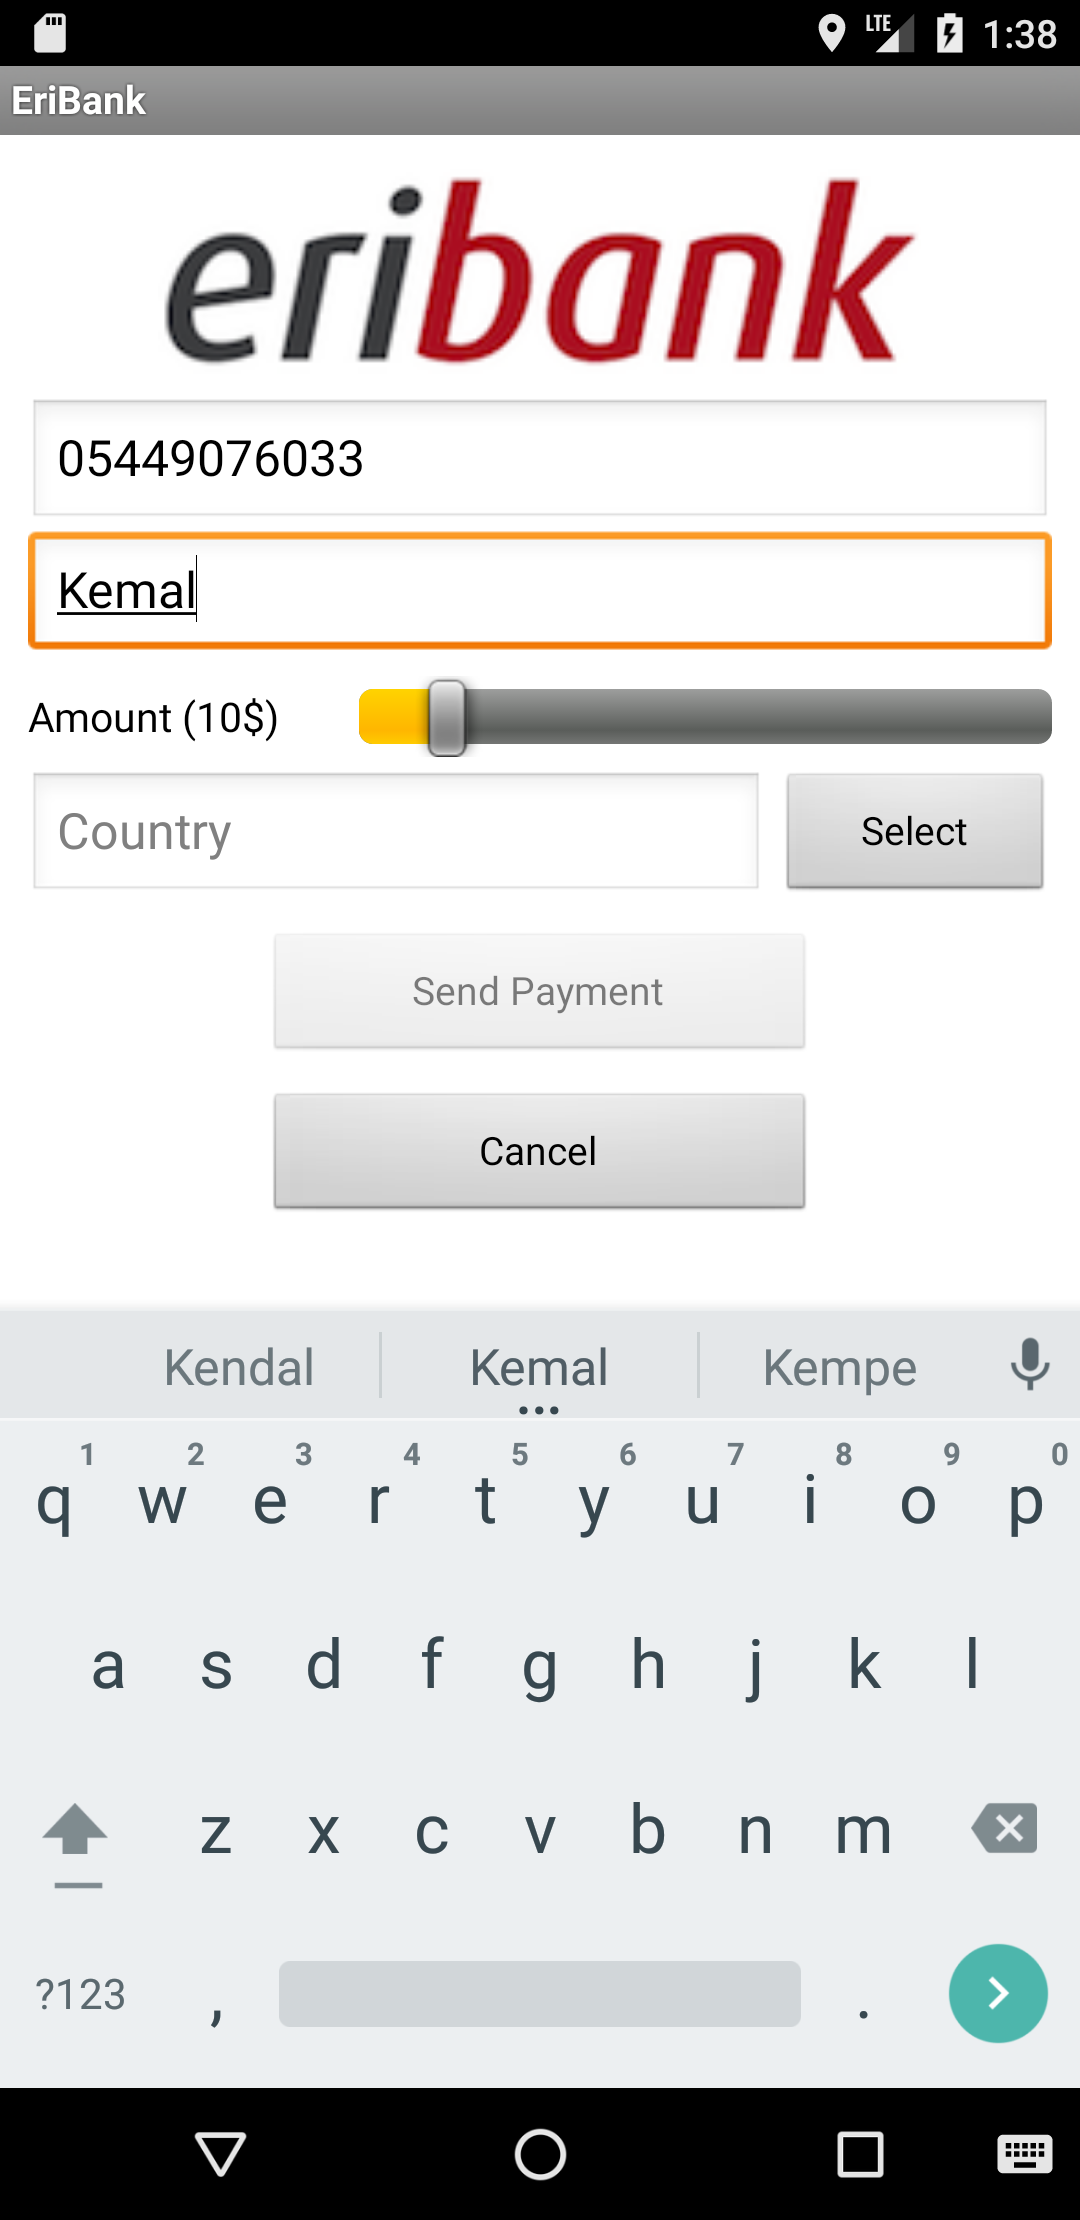 LTE 1:38
EriBank
eribank
05449076033
Kemal
Amount (10$)
Country Select
Send Payment
Cancel
Kendal Kemal Kempe
1 2 3 4 5 6 7 8 9 0
q w e r t y u i o p
a s d f g h j k l
z x c v b n m
?123 , .